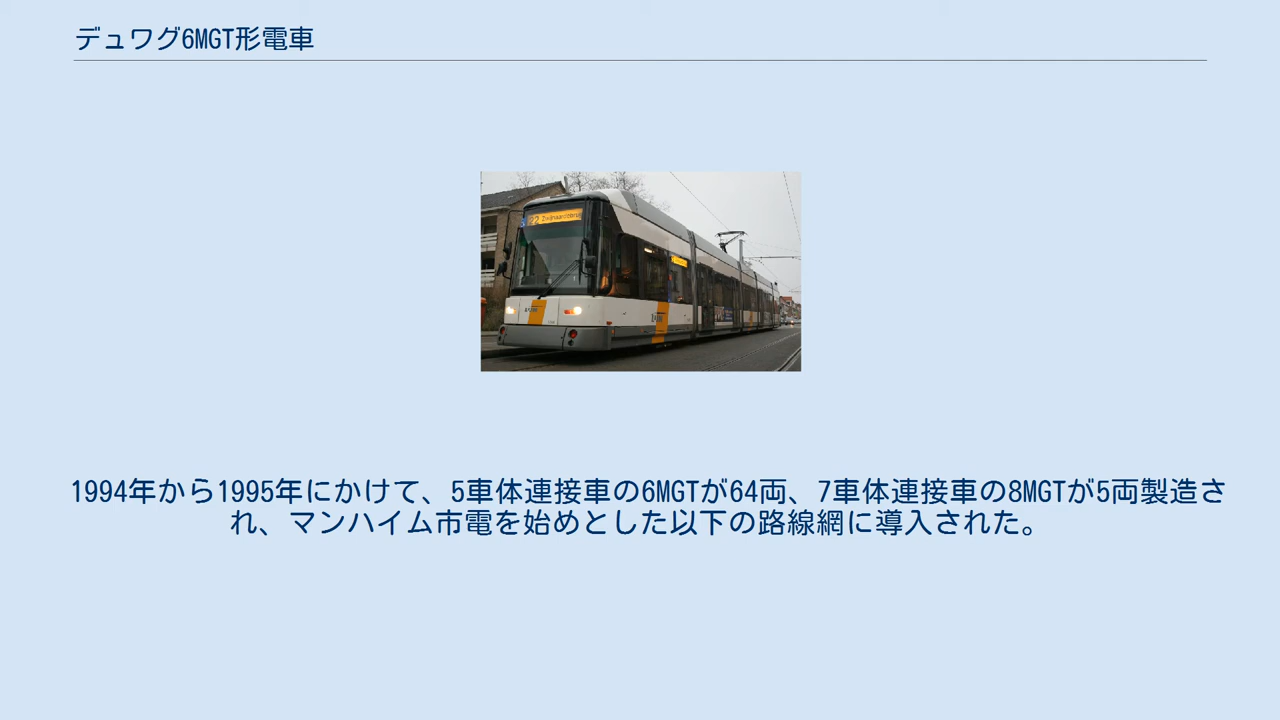 デュワグ6MGT形電車
22
1994年から1995年にかけて、5車体連接車の6MGTが64両、7車体連接車の8MGTが5両製造さ
れ、マンハイム市電を始めとした以下の路線網に導入された。